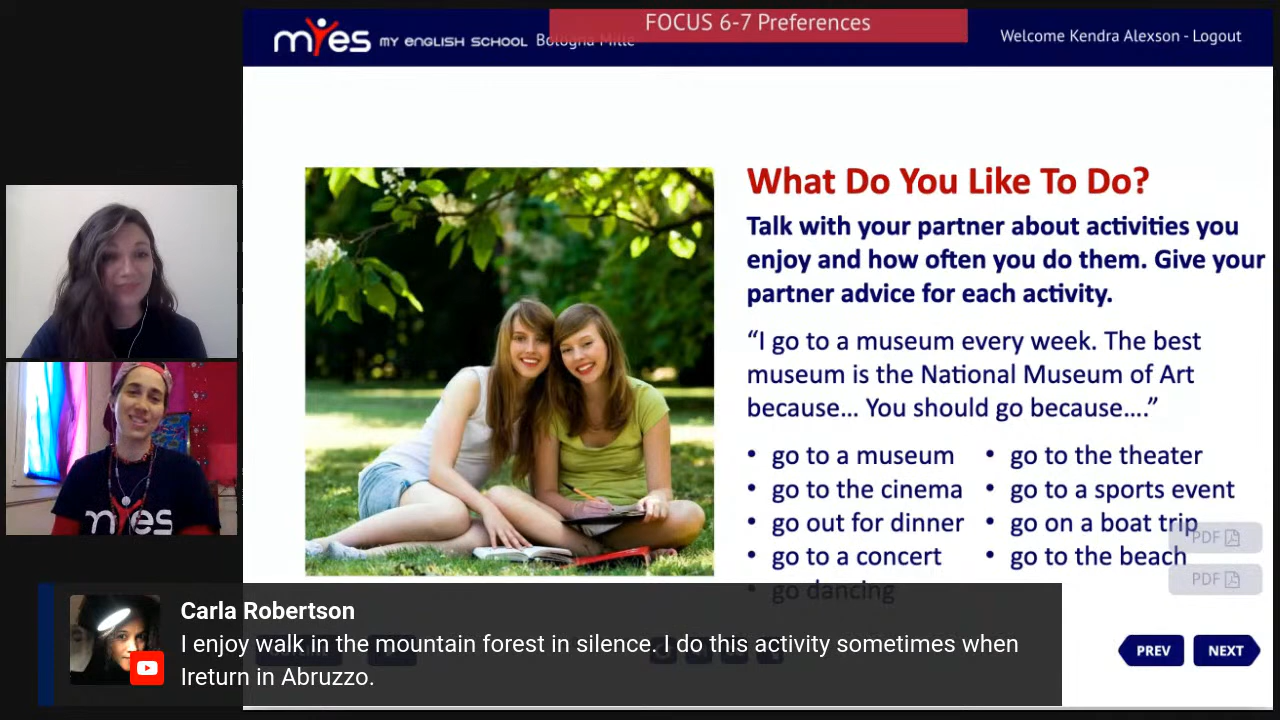 FOCUS 6-7 Preferences
myes MY ENGLISH SCHOOL Bologna Mille
Welcome Kendra Alexson - Logout
What Do You Like To Do?
Talk with your partner about activities you
enjoy and how often you do them. Give your
partner advice for each activity.
“I go to a museum every week. The best
museum is the National Museum of Art
because... You should go because....”
• go to a museum
• go to the cinema
• go out for dinner
• go to a concert
• go dancing
• go to the theater
• go to a sports event
• go on a boat trip
• go to the beach
PDF
PDF
myes
Carla Robertson
I enjoy walk in the mountain forest in silence. I do this activity sometimes when
Ireturn in Abruzzo.
PREV
NEXT